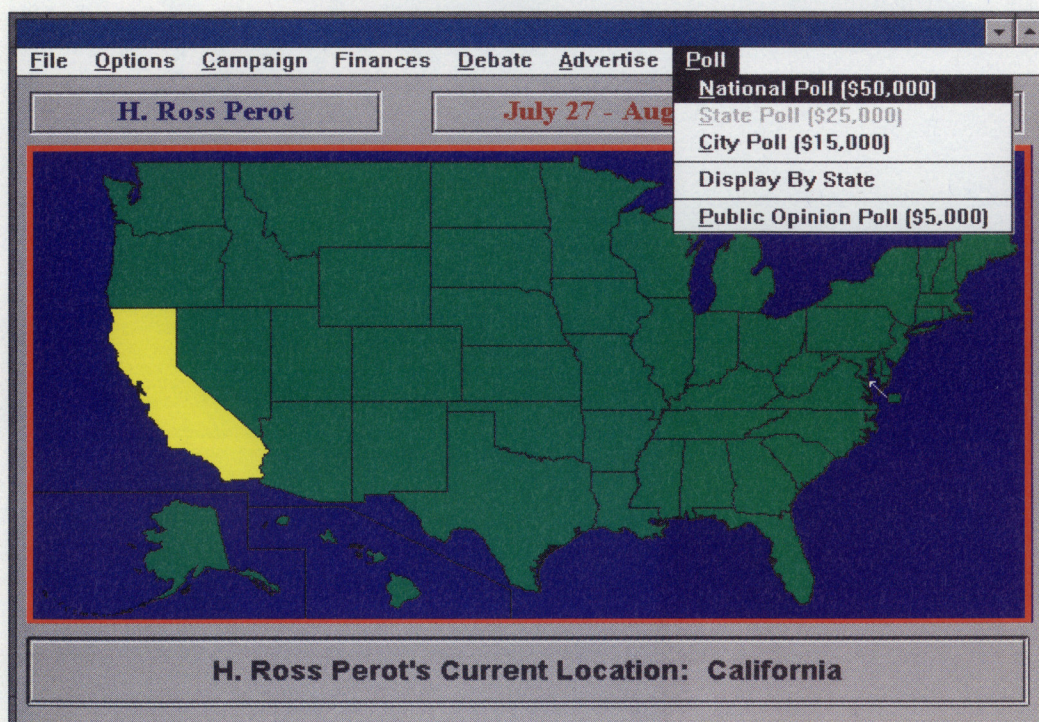 File Options Campaign Finances Debate Advertise Poll
National Poll ($50,000)
State Poll ($25,000)
City Poll ($15,000)
Display By State
Public Opinion Poll ($5,000)
H. Ross Perot
July 27 - Aug
H. Ross Perot's Current Location: California